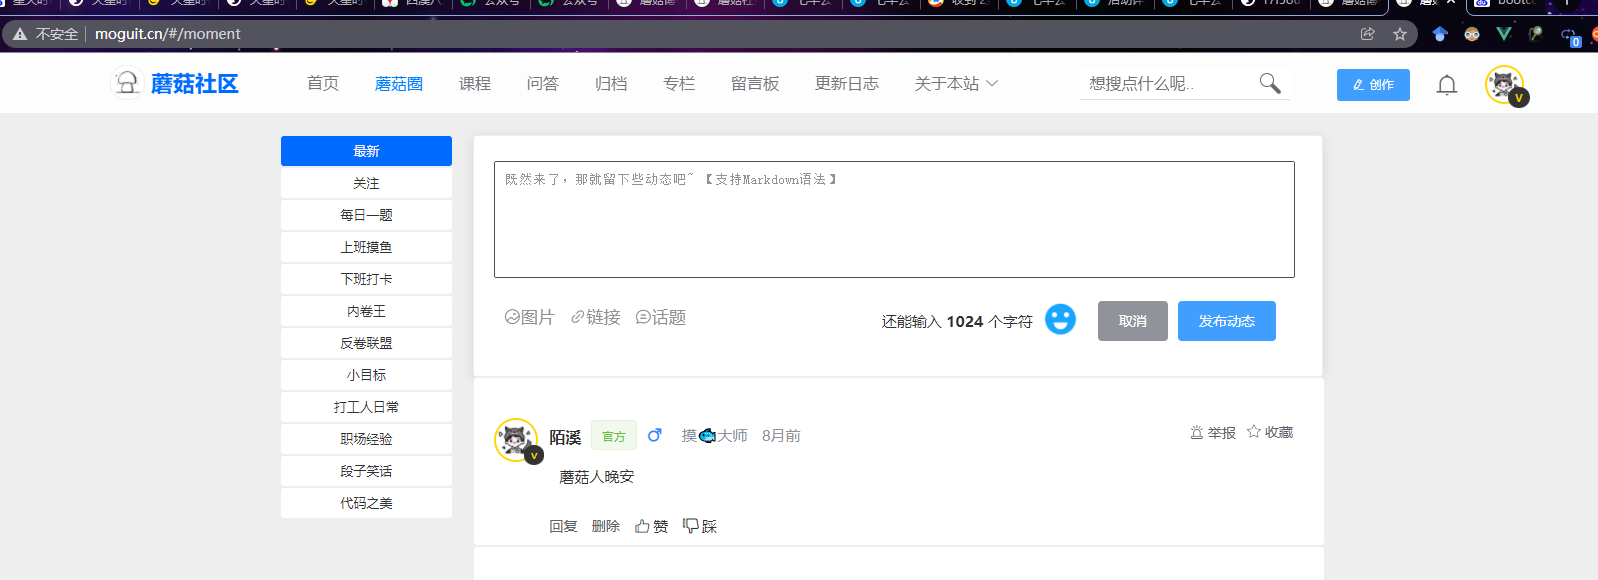 不安全 moguit.cn/#/moment
蘑菇社区 首页 蘑菇圈 课程 问答 归档 专栏 留言板 更新日志 关于本站 想搜点什么呢.. 创作
V
最新
关注
每日一题
上班摸鱼
下班打卡
内卷王
反卷联盟
小目标
打工人日常
职场经验
段子笑话
代码之美
既然来了，那就留下些动态吧~ 【支持Markdown语法】
图片 链接 话题 还能输入 1024 个字符 取消 发布动态
陌溪 官方 摸🐟大师 8月前 举报 收藏
V
蘑菇人晚安
回复 删除 赞 踩